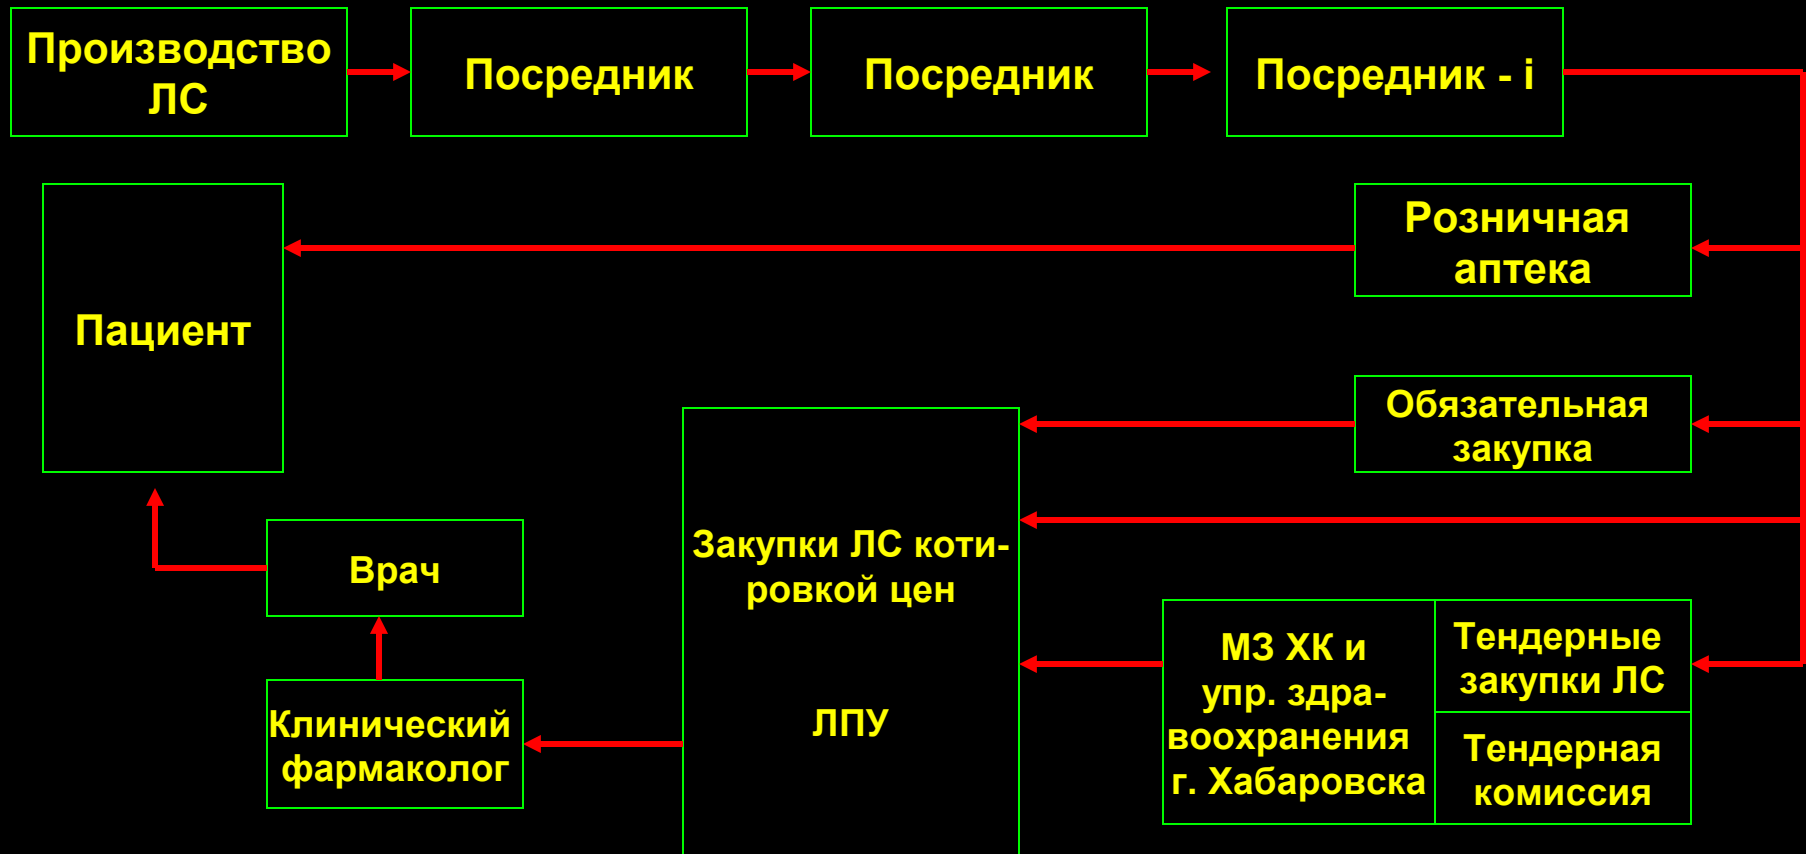 Производство
ЛС
Посредник
Посредник
Посредник - i
Розничная
аптека
Пациент
Обязательная
закупка
Закупки ЛС коти-
ровкой цен
ЛПУ
Врач
Клинический
фармаколог
МЗ ХК и
упр. здра-
воохранения
г. Хабаровска
Тендерные
закупки ЛС
Тендерная
комиссия